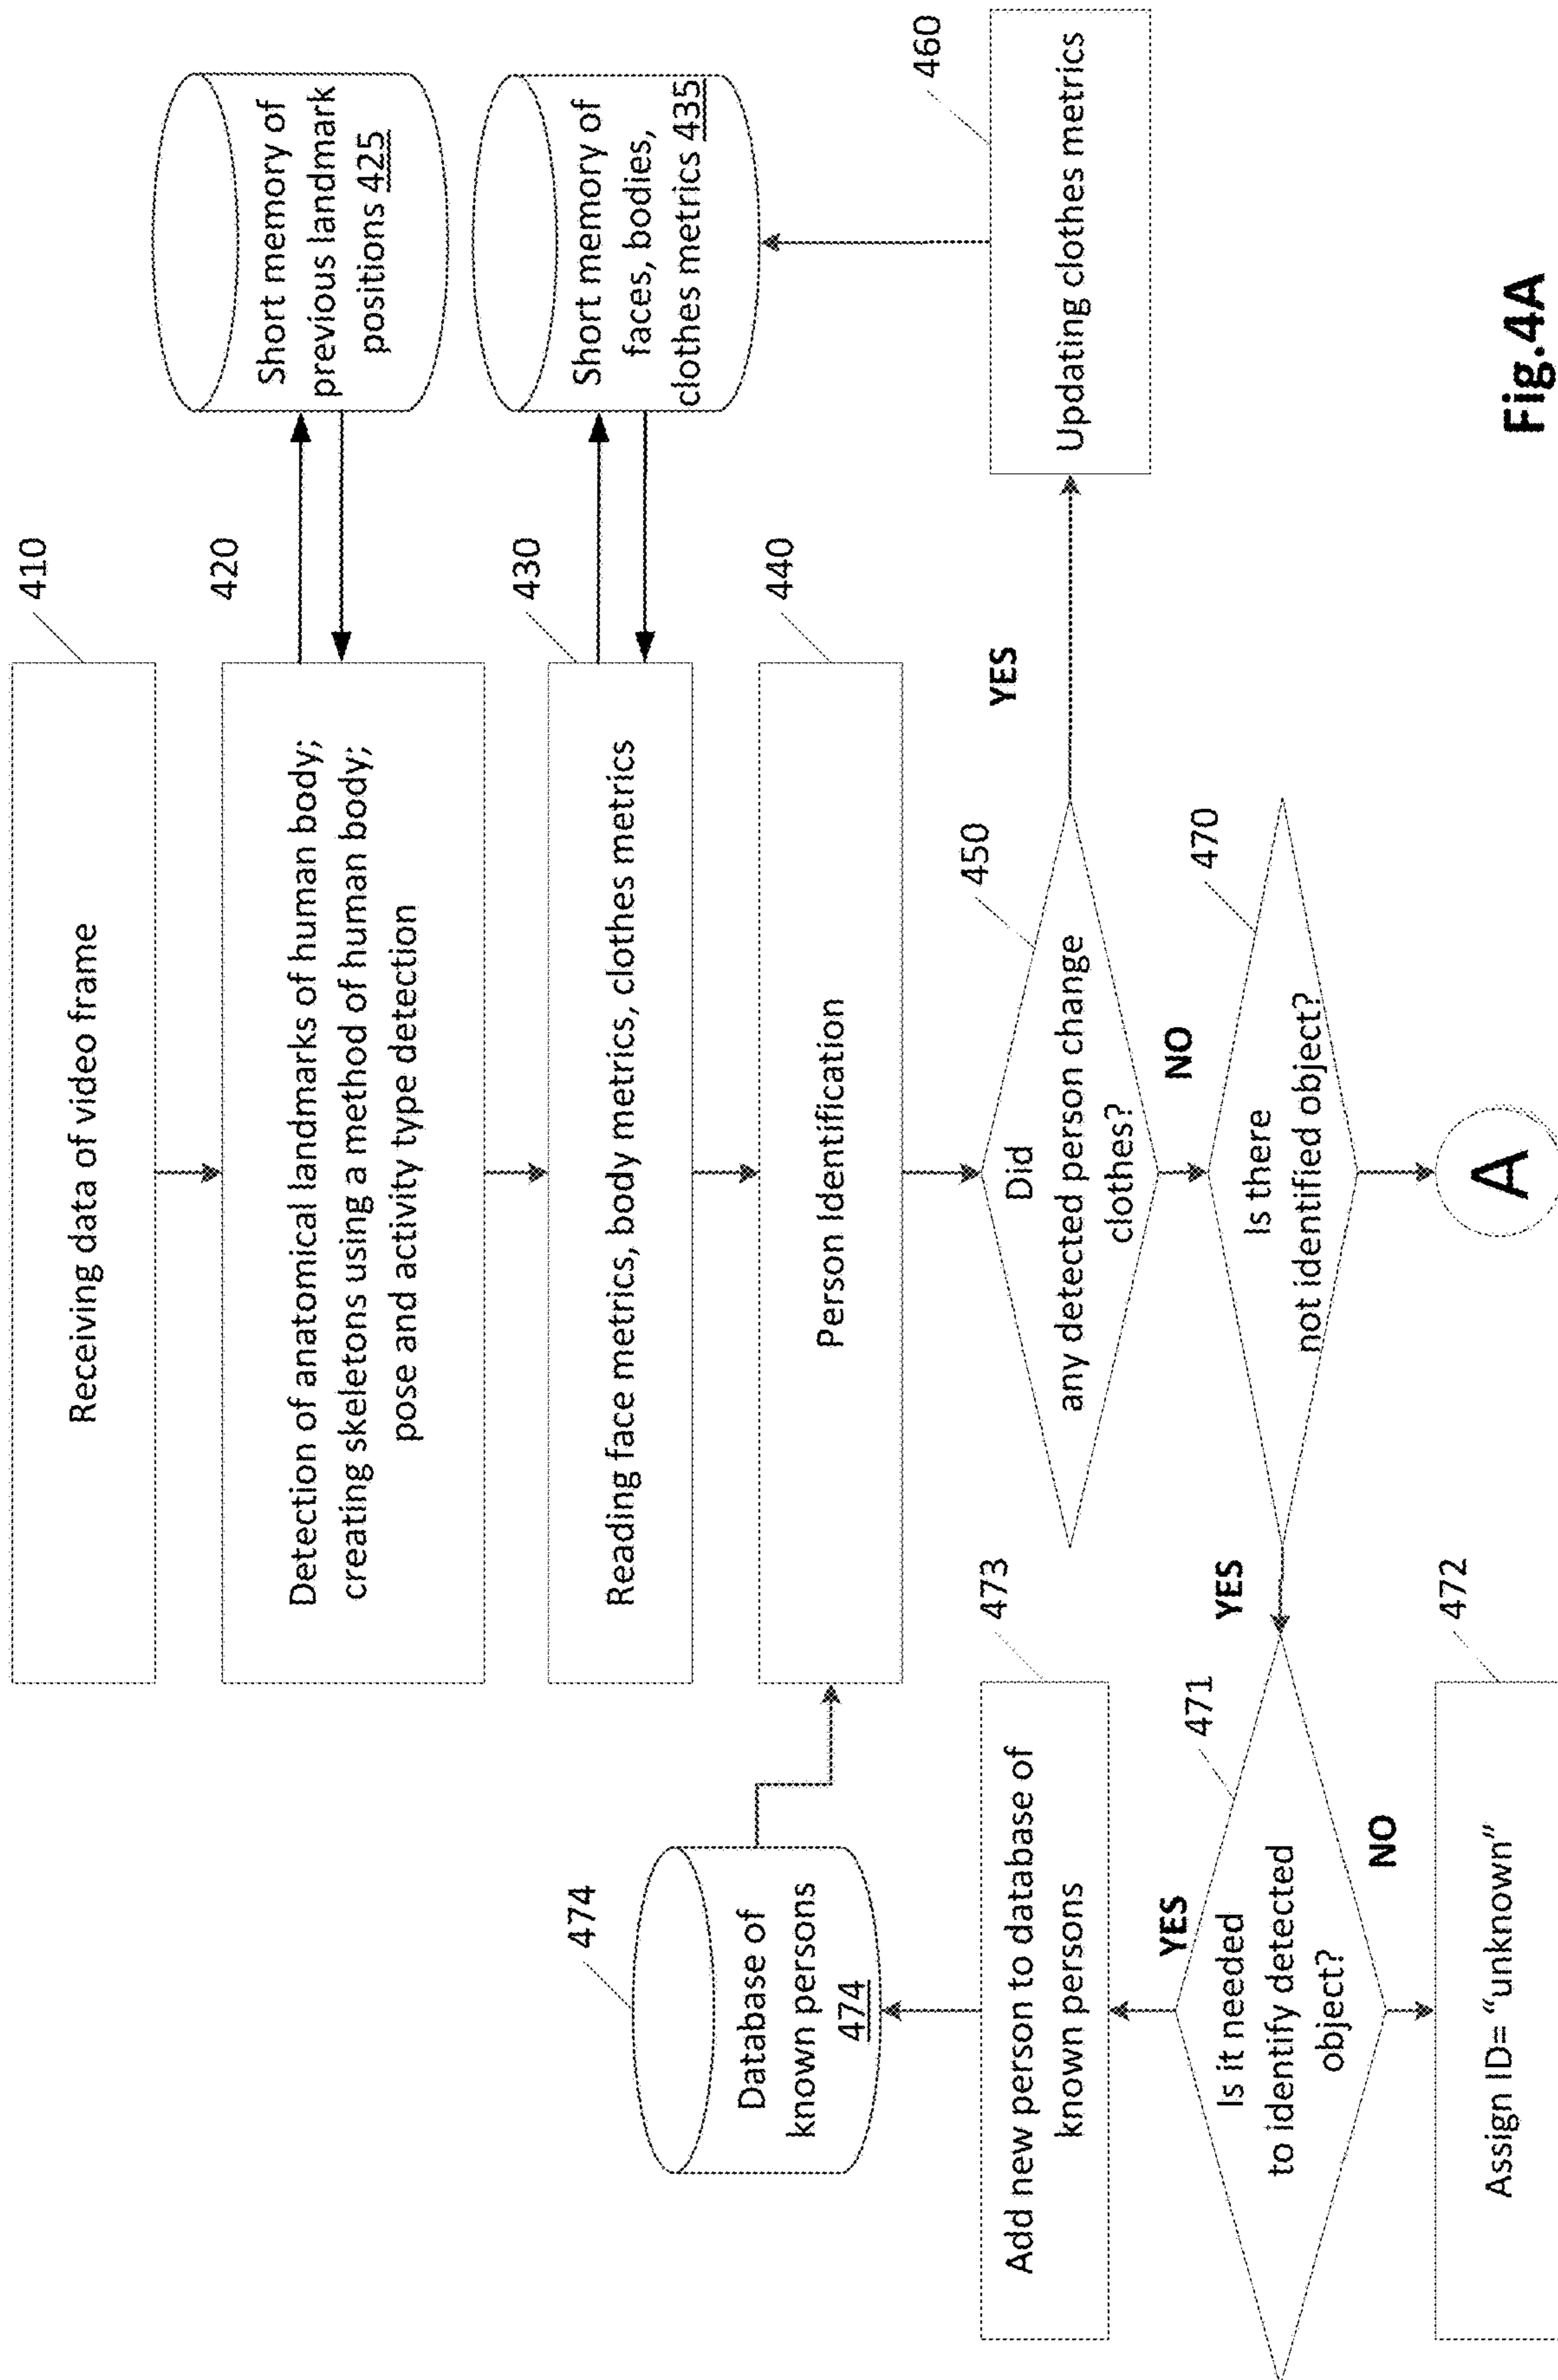 410
Receiving data of video frame
420
Detection of anatomical landmarks of human body;
creating skeletons using a method of human body;
pose and activity type detection
Short memory of
previous landmark
positions 425
430
Reading face metrics, body metrics, clothes metrics
Short memory of
faces, bodies,
clothes metrics 435
474
Database of
known persons
474
440
Person Identification
450
Did
any detected person change
clothes?
YES
460
Updating clothes metrics
NO
470
Is there
not identified object?
YES
473
Add new person to database of
known persons
YES
471
Is it needed
to identify detected
object?
NO
472
Assign ID= “unknown”
A
Fig.4A